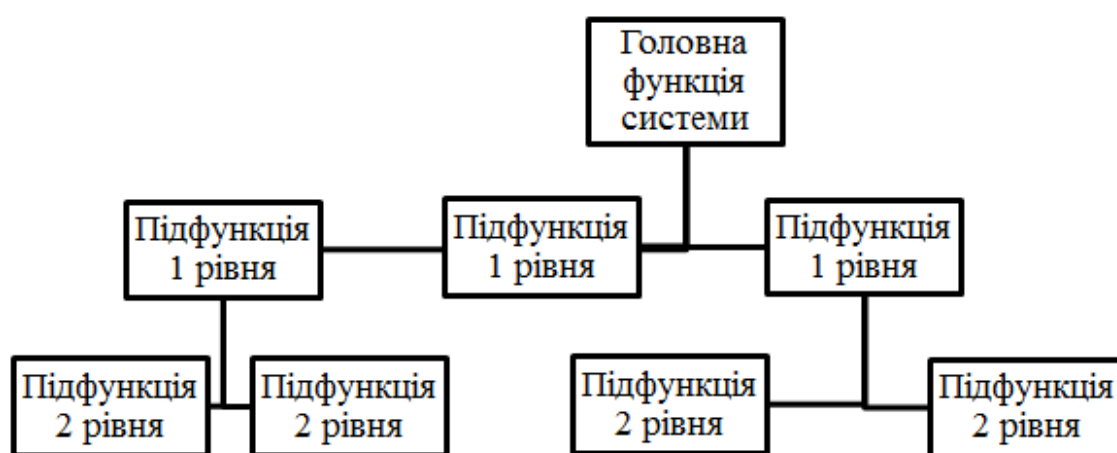 Головна
функція
системи
Підфункція
1 рівня
Підфункція
1 рівня
Підфункція
1 рівня
Підфункція
2 рівня
Підфункція
2 рівня
Підфункція
2 рівня
Підфункція
2 рівня